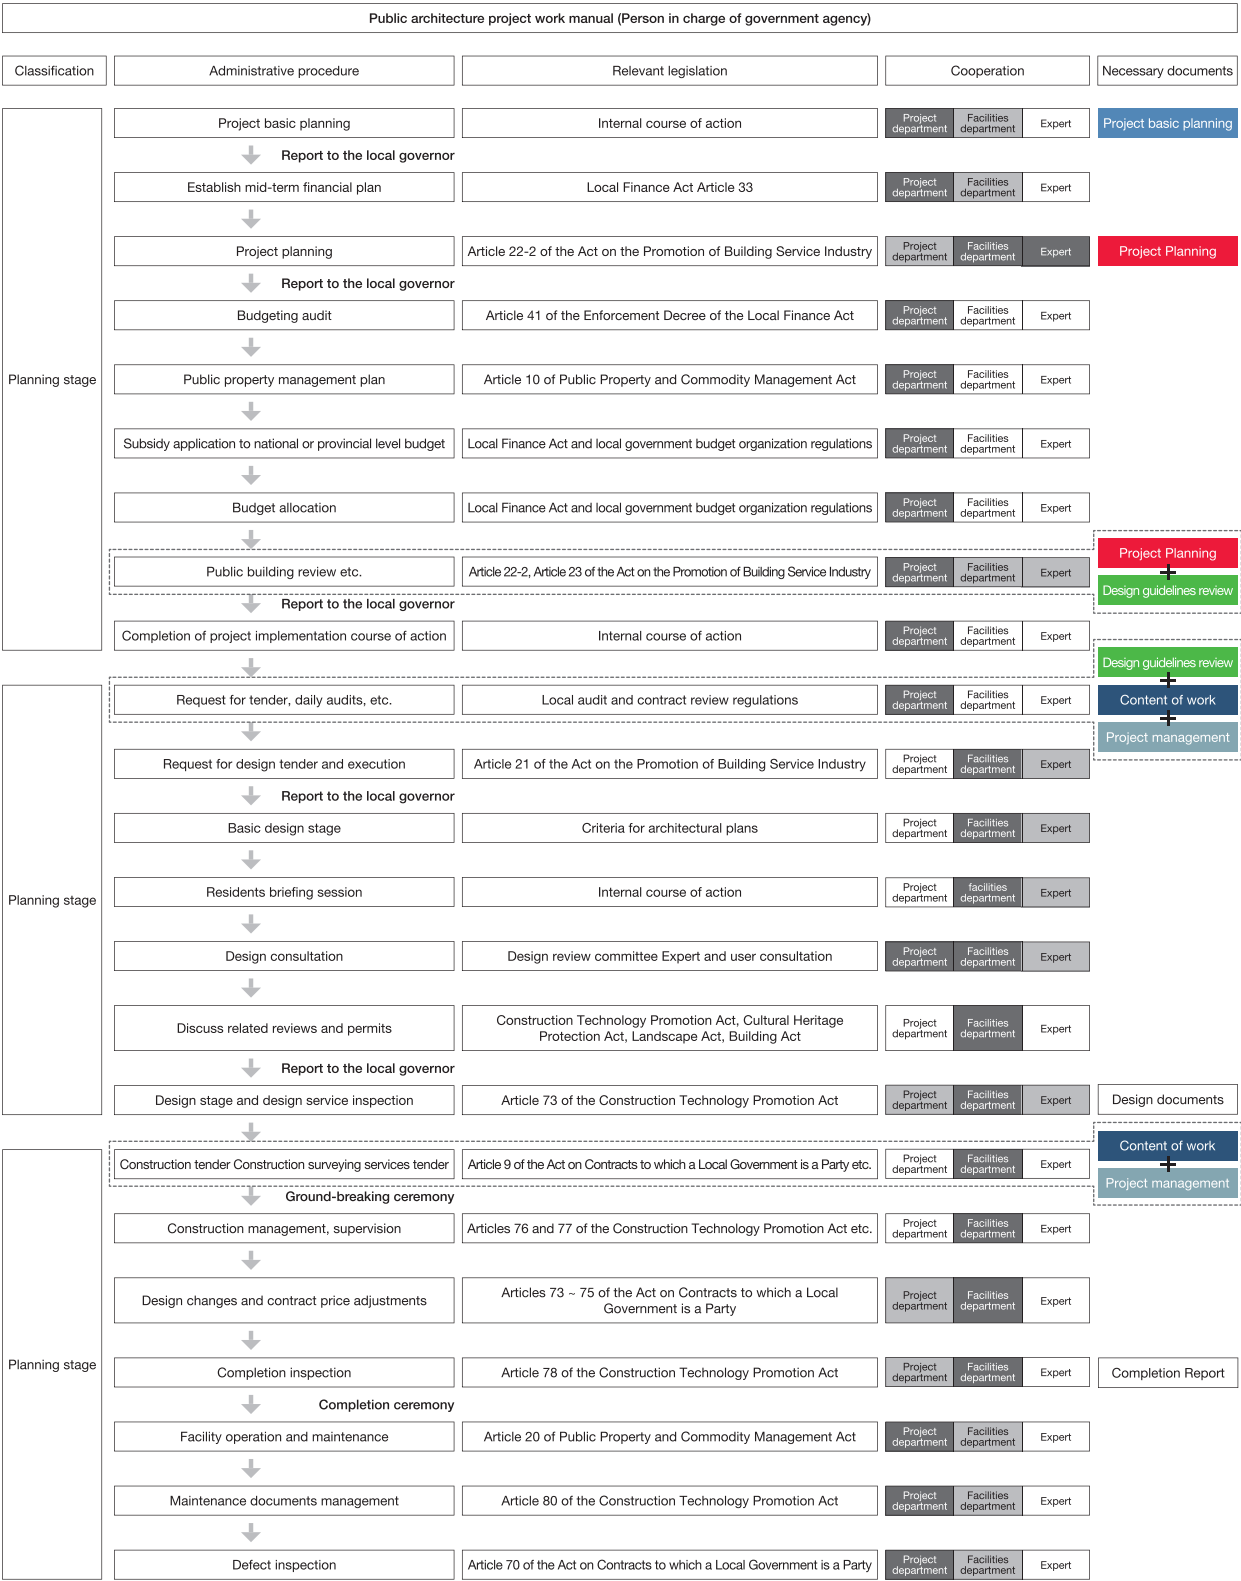 Public architecture project work manual (Person in charge of government agency)
Classification
Administrative procedure
Relevant legislation
Cooperation
Necessary documents
Planning stage
Project basic planning
Internal course of action
Project
department
Facilities
department
Expert
Project basic planning
Report to the local governor
Establish mid-term financial plan
Local Finance Act Article 33
Project
department
Facilities
department
Expert
Project planning
Article 22-2 of the Act on the Promotion of Building Service Industry
Project
department
Facilities
department
Expert
Project Planning
Report to the local governor
Budgeting audit
Article 41 of the Enforcement Decree of the Local Finance Act
Project
department
Facilities
department
Expert
Public property management plan
Article 10 of Public Property and Commodity Management Act
Project
department
Facilities
department
Expert
Subsidy application to national or provincial level budget
Local Finance Act and local government budget organization regulations
Project
department
Facilities
department
Expert
Budget allocation
Local Finance Act and local government budget organization regulations
Project
department
Facilities
department
Expert
Public building review etc.
Article 22-2, Article 23 of the Act on the Promotion of Building Service Industry
Project
department
Facilities
department
Expert
Project Planning
+
Design guidelines review
Report to the local governor
Completion of project implementation course of action
Internal course of action
Project
department
Facilities
department
Expert
Planning stage
Request for tender, daily audits, etc.
Local audit and contract review regulations
Project
department
Facilities
department
Expert
Design guidelines review
+
Content of work
+
Project management
Request for design tender and execution
Article 21 of the Act on the Promotion of Building Service Industry
Project
department
Facilities
department
Expert
Report to the local governor
Basic design stage
Criteria for architectural plans
Project
department
Facilities
department
Expert
Residents briefing session
Internal course of action
Project
department
facilities
department
Expert
Design consultation
Design review committee Expert and user consultation
Project
department
Facilities
department
Expert
Discuss related reviews and permits
Construction Technology Promotion Act, Cultural Heritage
Protection Act, Landscape Act, Building Act
Project
department
Facilities
department
Expert
Report to the local governor
Design stage and design service inspection
Article 73 of the Construction Technology Promotion Act
Project
department
Facilities
department
Expert
Design documents
Planning stage
Construction tender Construction surveying services tender
Article 9 of the Act on Contracts to which a Local Government is a Party etc.
Project
department
Facilities
department
Expert
Content of work
+
Project management
Ground-breaking ceremony
Construction management, supervision
Articles 76 and 77 of the Construction Technology Promotion Act etc.
Project
department
Facilities
department
Expert
Design changes and contract price adjustments
Articles 73 ~ 75 of the Act on Contracts to which a Local
Government is a Party
Project
department
Facilities
department
Expert
Completion inspection
Article 78 of the Construction Technology Promotion Act
Project
department
Facilities
department
Expert
Completion Report
Completion ceremony
Facility operation and maintenance
Article 20 of Public Property and Commodity Management Act
Project
department
Facilities
department
Expert
Maintenance documents management
Article 80 of the Construction Technology Promotion Act
Project
department
Facilities
department
Expert
Defect inspection
Article 70 of the Act on Contracts to which a Local Government is a Party
Project
department
Facilities
department
Expert